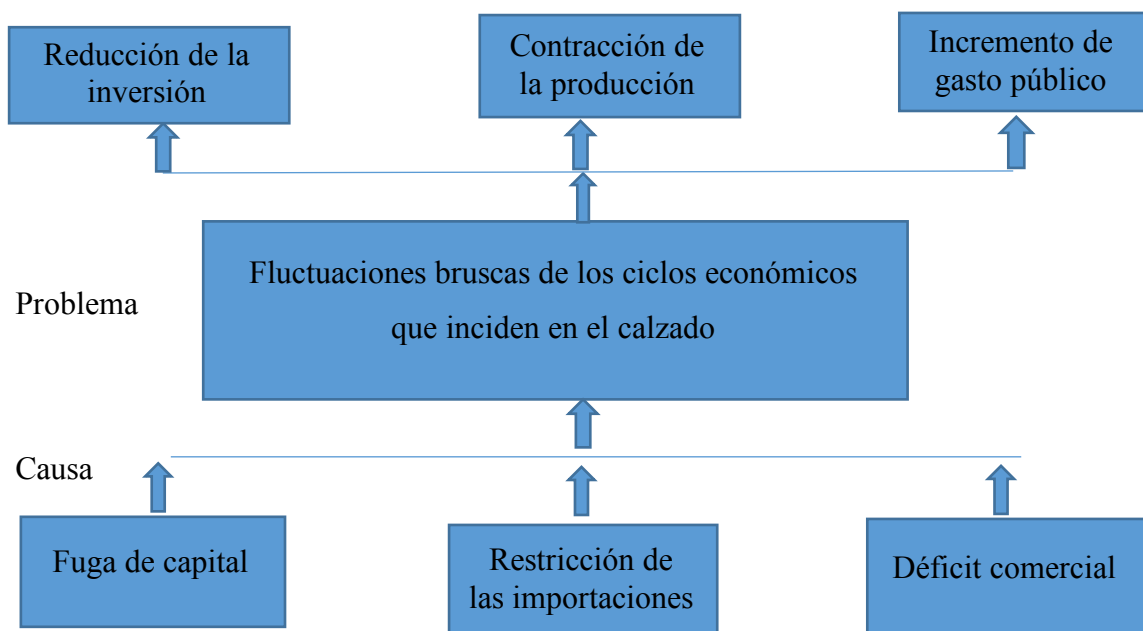 Reducción de la
inversión
Contracción de
la producción
Incremento de
gasto público
Problema
Fluctuaciones bruscas de los ciclos económicos
que inciden en el calzado
Causa
Fuga de capital
Restricción de
las importaciones
Déficit comercial